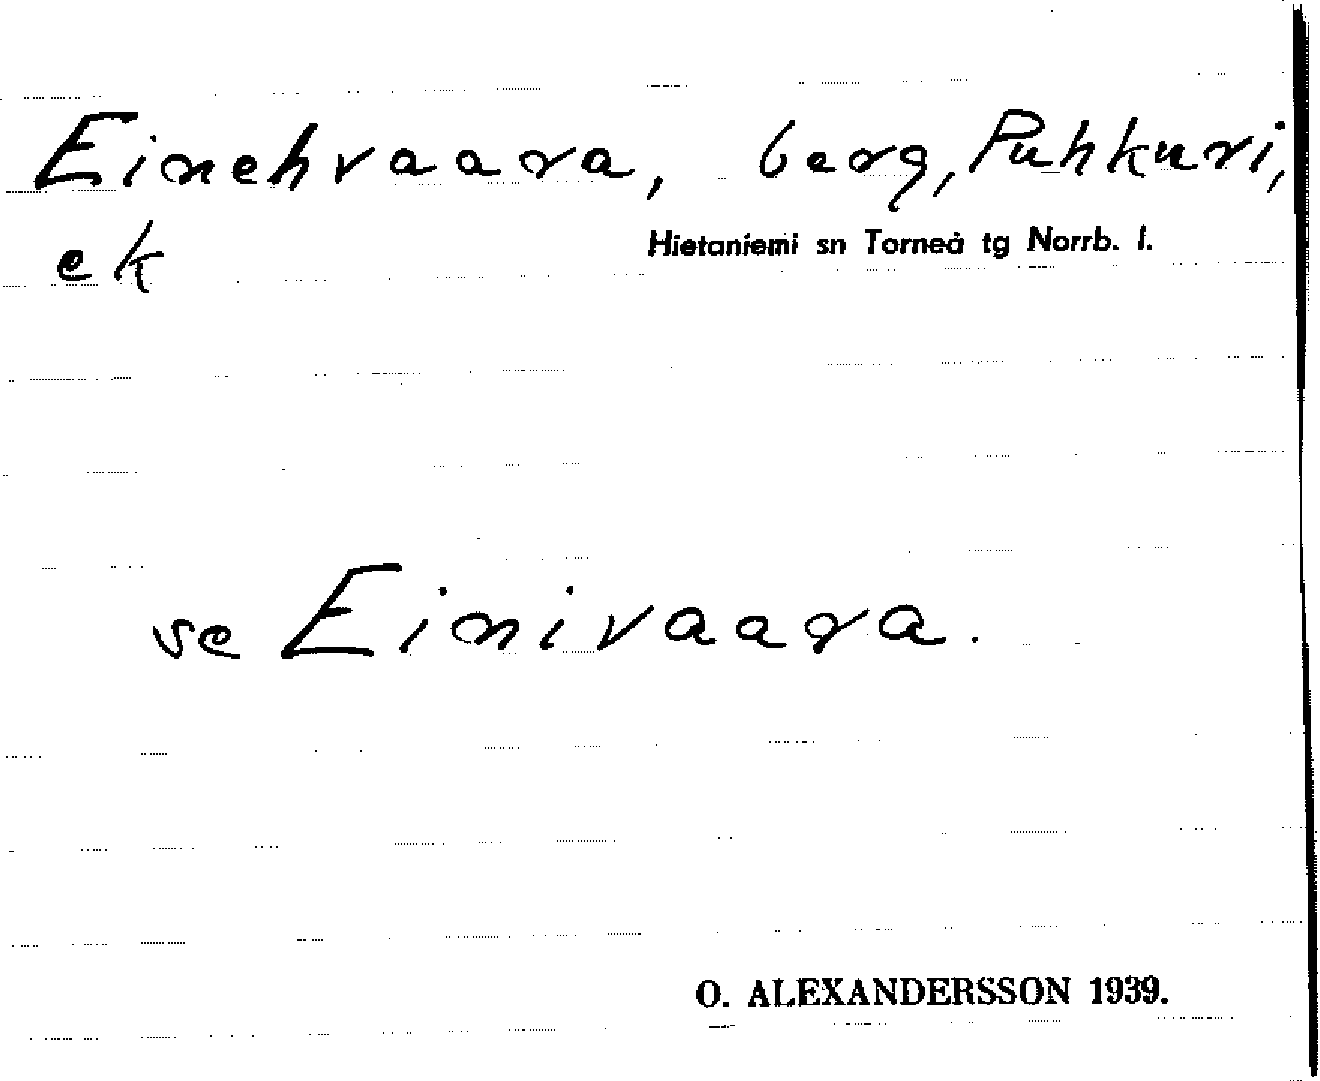 Einehvaara, berg, Puhkuri,
ek
Hietaniemi sn Torneå tg Norrb. l.
se Einivaara.
O. ALEXANDERSSON 1939.